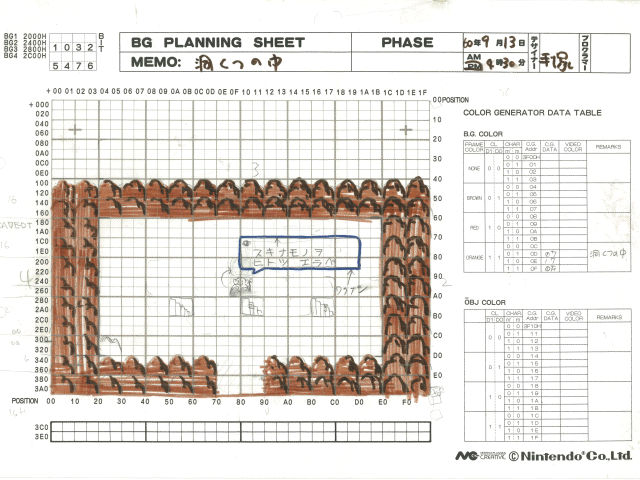 BG1 2000H
BG2 2400H
BG3 2800H
BG4 2C00H
1 0 3 2
5 4 7 6
BIT
BG PLANNING SHEET
PHASE
60年9月13日
AM
PM
時30分
デザイナー
プログラマー
MEMO: 洞くつの中
+00 01 02 03 04 05 06 07 08 09 0A 0B 0C 0D 0E 0F 10 11 12 13 14 15 16 17 18 19 1A 1B 1C 1D 1E 1F
+000
020
040
060
080
0A0
0C0
0E0
100
120
140
160
180
1A0
1C0
1E0
200
220
240
260
280
2A0
2C0
2E0
300
320
340
360
380
3A0
00 POSITION
10
20
30
40
50
60
70
80
90
A0
B0
C0
D0
E0
スキナモノヲ
ヒトツ エラベ
POSITION
00 10 20 30 40 50 60 70 80 90 A0 B0 C0 D0 E0 F0
3C0
3E0
COLOR GENERATOR DATA TABLE
B.G. COLOR
FRAME COLOR
CL
D1 D0
CHAR
C.G. Addr
C.G. DATA
VIDEO COLOR
REMARKS
NONE 0 0
0 0 3F00H
0 1 01
1 0 02
1 1 03
BROWN 0 1
0 0 04
0 1 05
1 0 06
1 1 07
RED 1 0
0 0 08
0 1 09
1 0 0A
1 1 0B
ORANGE 1 1
0 0 0C
0 1 0D 07
1 0 0E 17
1 1 0F
洞くつの中
OBJ COLOR
CL
D1 D0
CHAR
C.G. Addr
C.G. DATA
VIDEO COLOR
REMARKS
0 0
0 0 3F10H
0 1 11
1 0 12
1 1 13
0 1
0 0 14
0 1 15
1 0 16
1 1 17
1 0
0 0 18
0 1 19
1 0 1A
1 1 1B
1 1
0 0 1C
0 1 1D
1 0 1E
1 1 1F
CREATIVE
©Nintendo Co., Ltd.